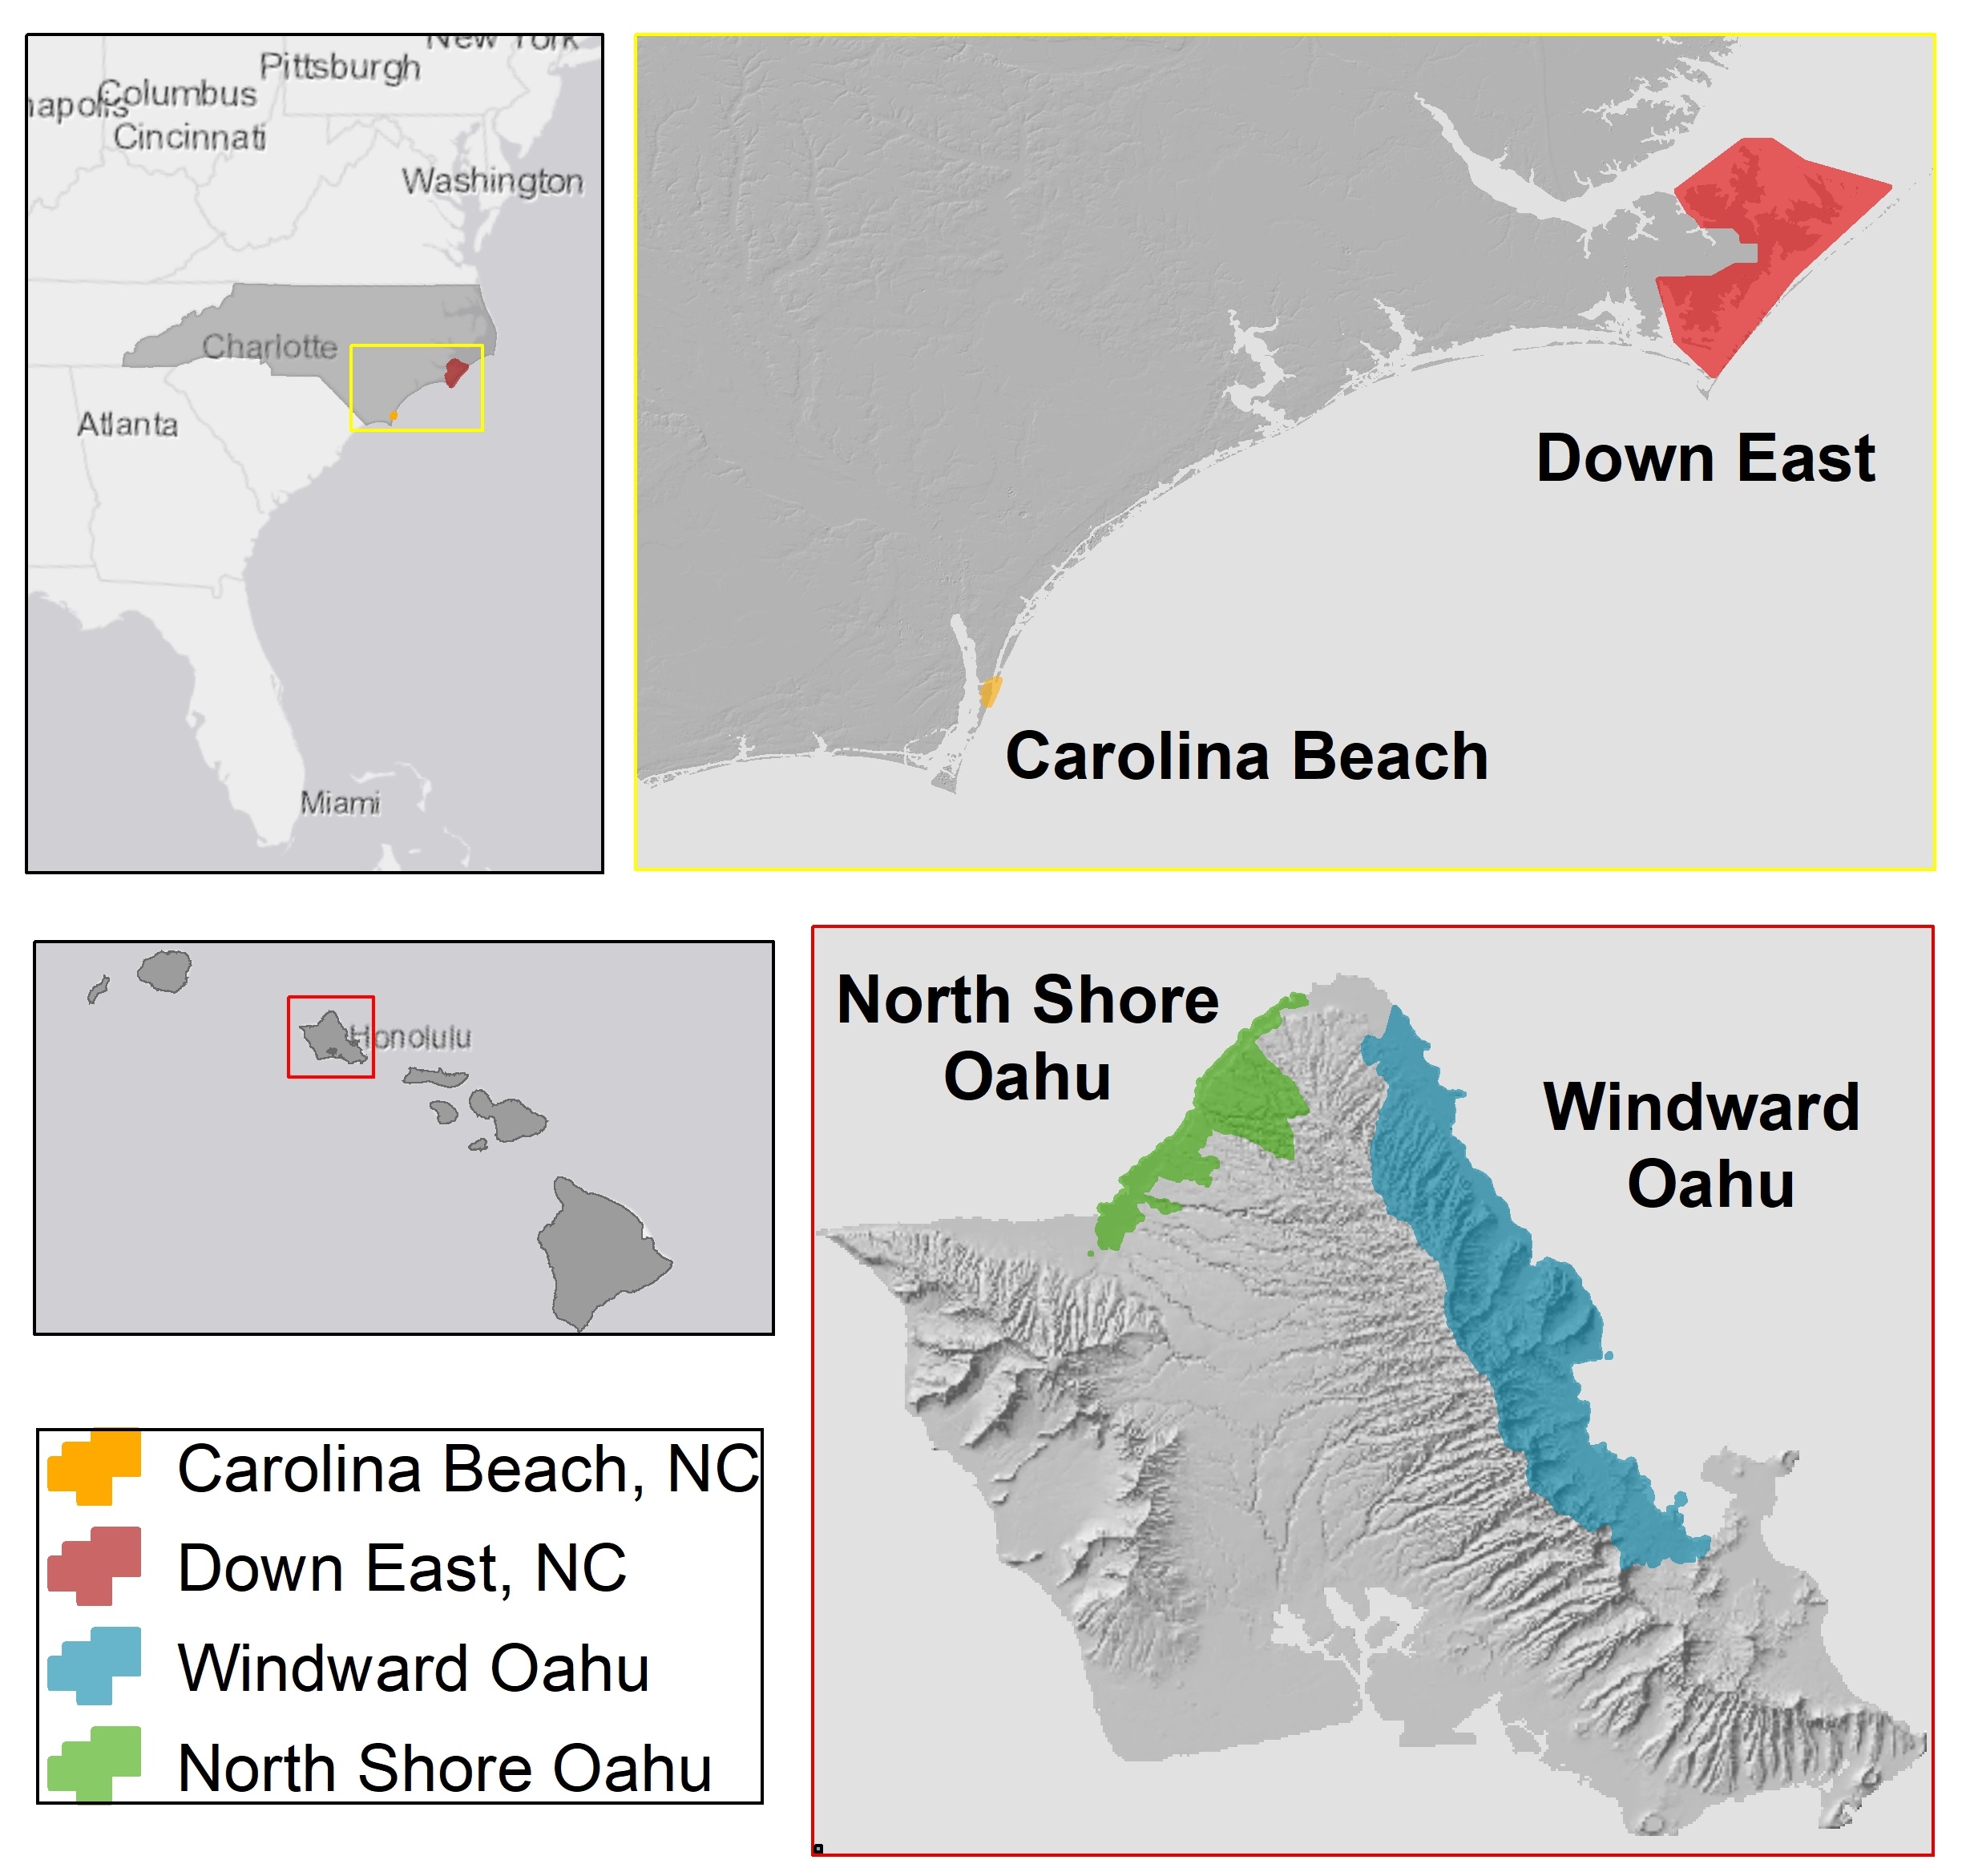 New York
Pittsburgh
Columbus
napolis
Cincinnati
Washington
Charlotte
Atlanta
Miami
Down East
Carolina Beach
Honolulu
North Shore
Oahu
Windward
Oahu
Carolina Beach, NC
Down East, NC
Windward Oahu
North Shore Oahu